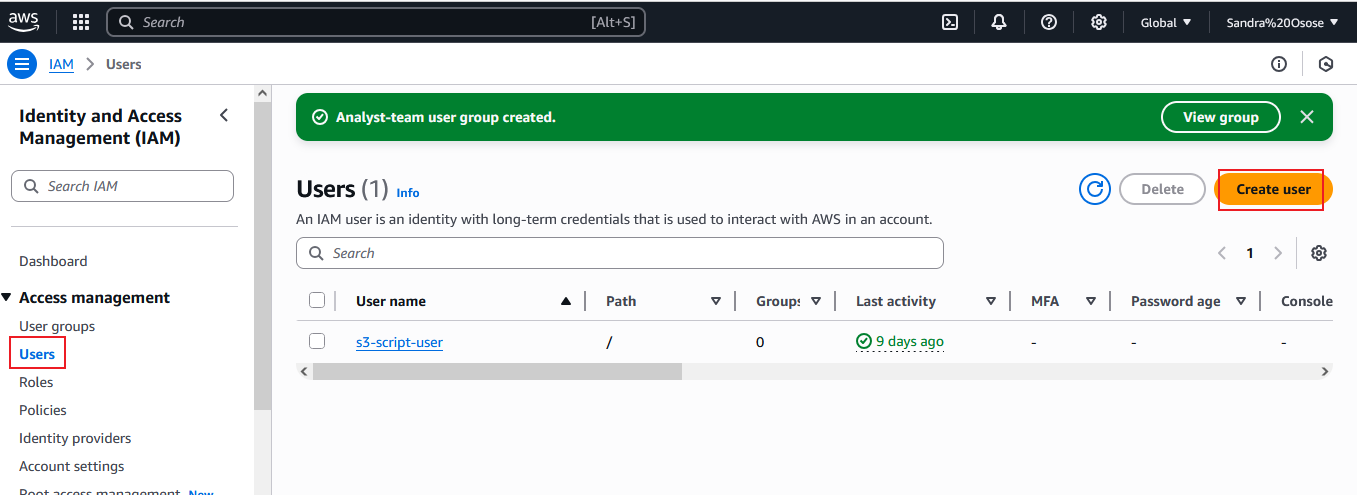 aws
Search [Alt+S]
Global
Sandra%20Osose
IAM > Users
Identity and Access
Management (IAM)
Search IAM
Dashboard
Access management
User groups
Users
Roles
Policies
Identity providers
Account settings
Root access management New
Analyst-team user group created.
View group
Users (1) Info
Delete
Create user
An IAM user is an identity with long-term credentials that is used to interact with AWS in an account.
Search
1
User name Path Groups Last activity MFA Password age Console
s3-script-user / 0 9 days ago - - -